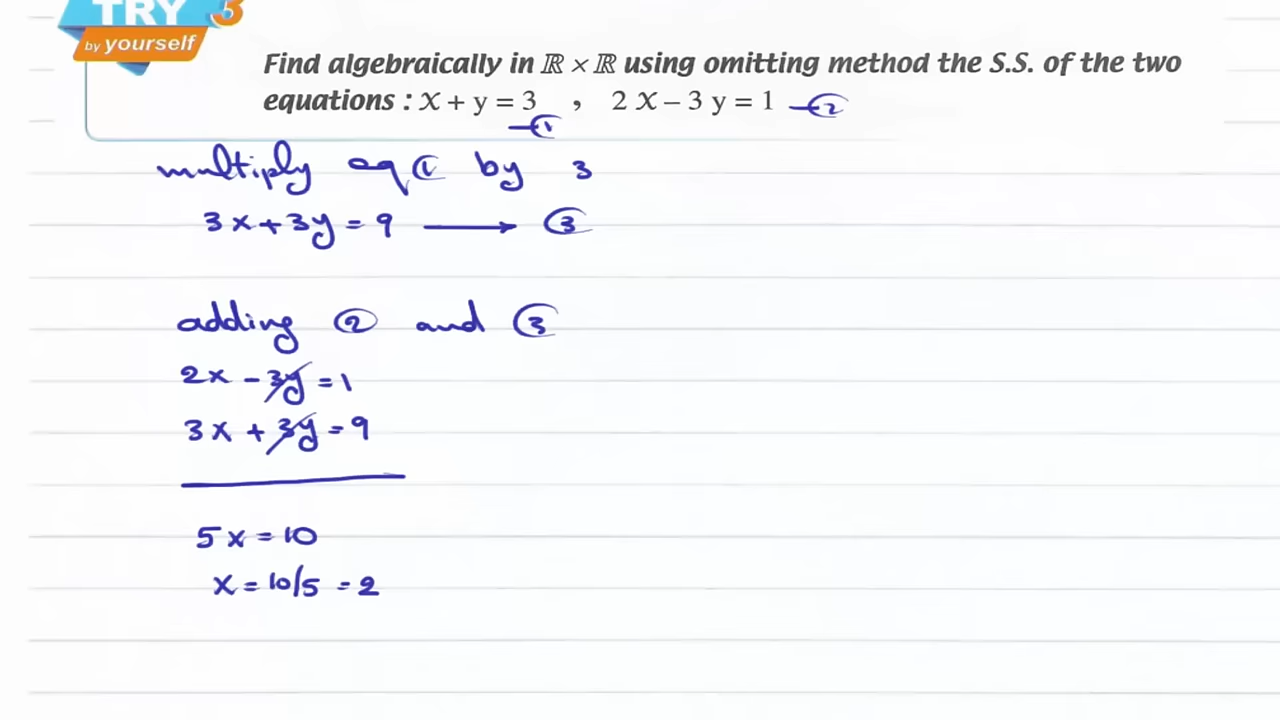 TRY 3
by yourself
Find algebraically in ℝ × ℝ using omitting method the S.S. of the two
equations : x + y = 3 , 2 x – 3 y = 1 —②
—①
multiply eq ① by 3
3x + 3y = 9 ⟶ ③
adding ② and ③
2x - 3y = 1
3x + 3y = 9
5x = 10
x = 10/5 = 2